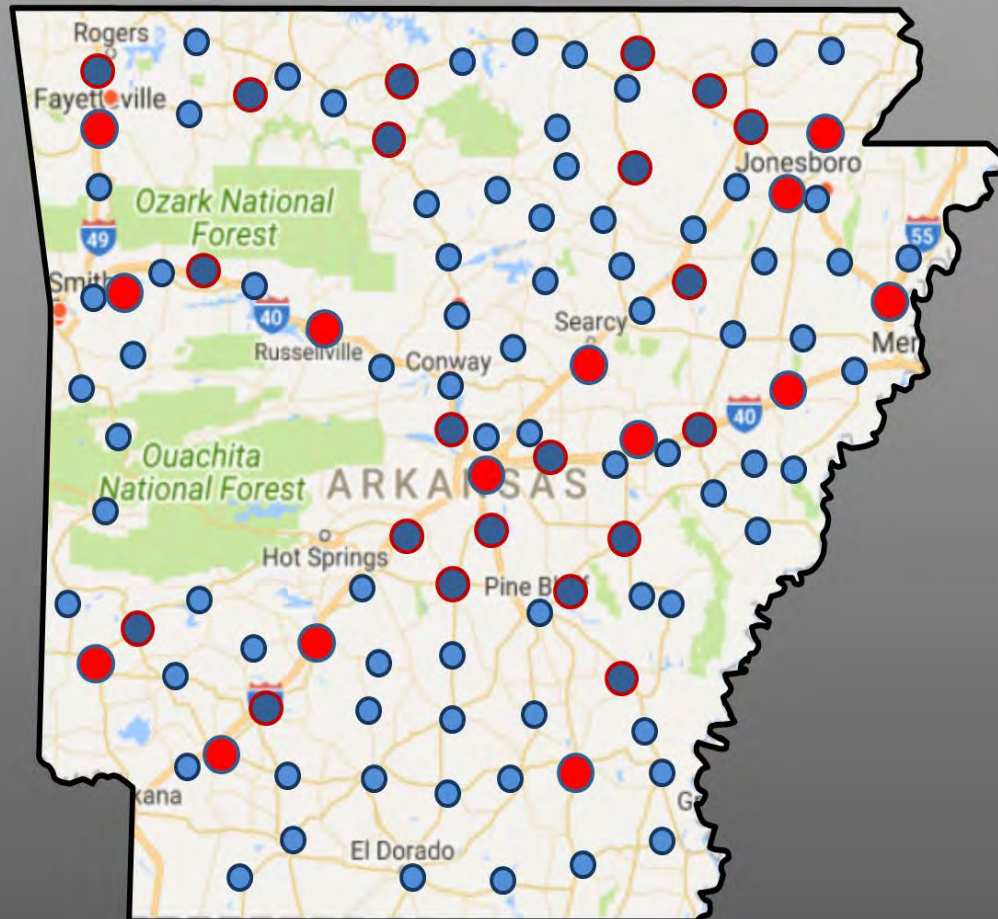 Rogers
Fayetteville
Jonesboro
Ozark National
Forest
49
55
Smith
40
Searcy
Russellville
Conway
Mer
40
Ouachita
National Forest
ARKANSAS
Hot Springs
Pine Bluff
kana
G
El Dorado